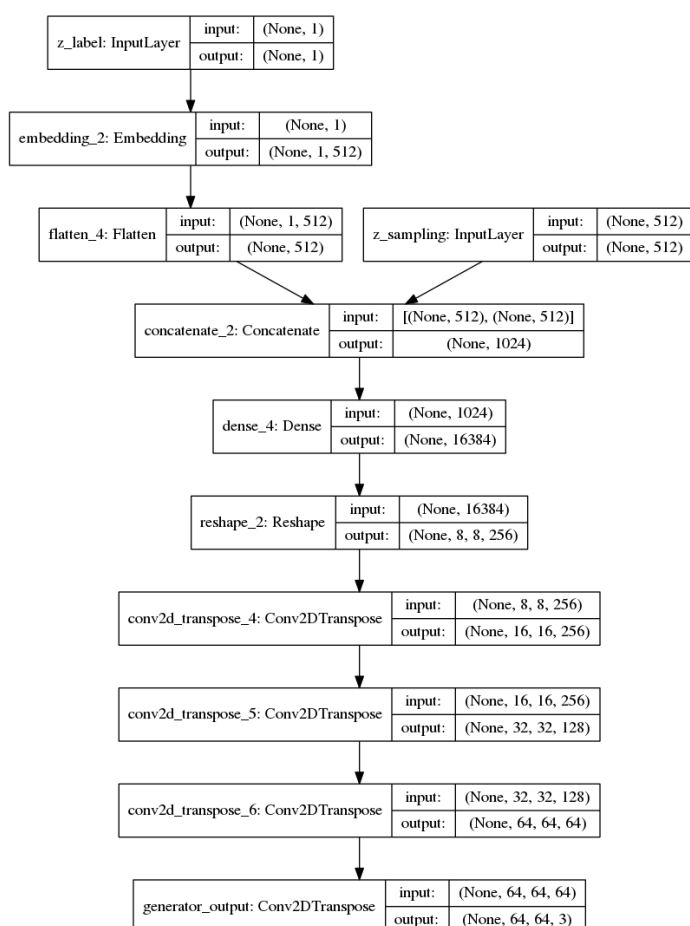 z_label: InputLayer
input:
(None, 1)
output:
(None, 1)
embedding_2: Embedding
input:
(None, 1)
output:
(None, 1, 512)
flatten_4: Flatten
input:
(None, 1, 512)
output:
(None, 512)
z_sampling: InputLayer
input:
(None, 512)
output:
(None, 512)
concatenate_2: Concatenate
input:
[(None, 512), (None, 512)]
output:
(None, 1024)
dense_4: Dense
input:
(None, 1024)
output:
(None, 16384)
reshape_2: Reshape
input:
(None, 16384)
output:
(None, 8, 8, 256)
conv2d_transpose_4: Conv2DTranspose
input:
(None, 8, 8, 256)
output:
(None, 16, 16, 256)
conv2d_transpose_5: Conv2DTranspose
input:
(None, 16, 16, 256)
output:
(None, 32, 32, 128)
conv2d_transpose_6: Conv2DTranspose
input:
(None, 32, 32, 128)
output:
(None, 64, 64, 64)
generator_output: Conv2DTranspose
input:
(None, 64, 64, 64)
output:
(None, 64, 64, 3)